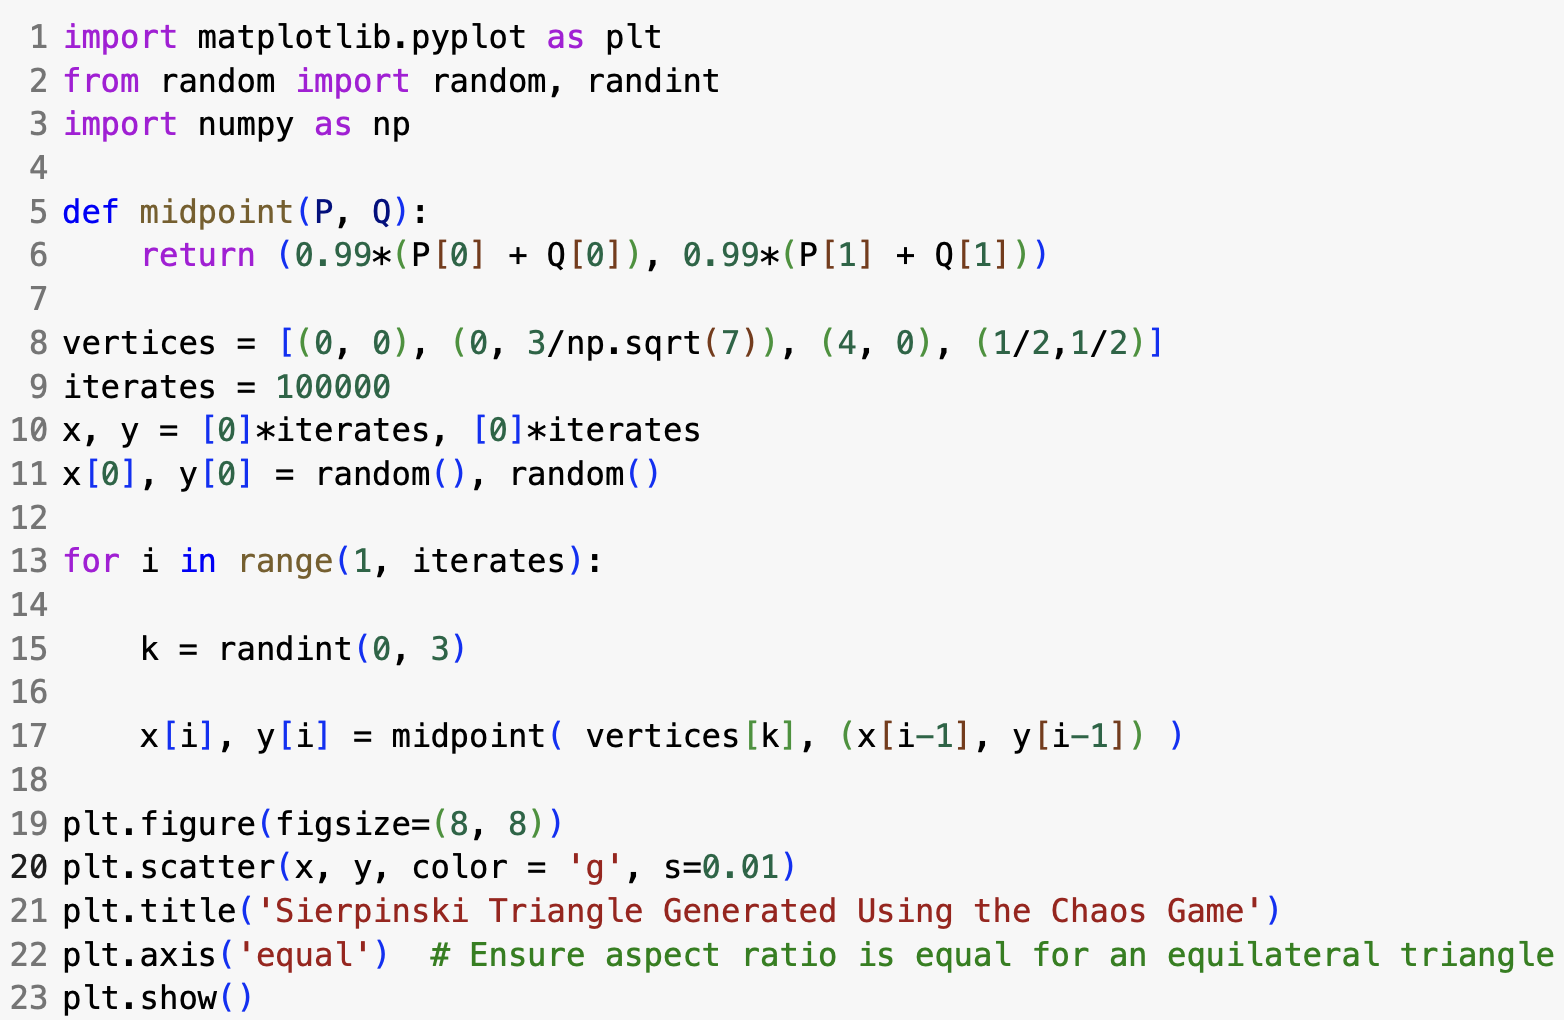 1 import matplotlib.pyplot as plt
2 from random import random, randint
3 import numpy as np
4
5 def midpoint(P, Q):
6     return (0.99*(P[0] + Q[0]), 0.99*(P[1] + Q[1]))
7
8 vertices = [(0, 0), (0, 3/np.sqrt(7)), (4, 0), (1/2,1/2)]
9 iterates = 100000
10 x, y = [0]*iterates, [0]*iterates
11 x[0], y[0] = random(), random()
12
13 for i in range(1, iterates):
14
15     k = randint(0, 3)
16
17     x[i], y[i] = midpoint( vertices[k], (x[i-1], y[i-1]) )
18
19 plt.figure(figsize=(8, 8))
20 plt.scatter(x, y, color = 'g', s=0.01)
21 plt.title('Sierpinski Triangle Generated Using the Chaos Game')
22 plt.axis('equal')  # Ensure aspect ratio is equal for an equilateral triangle
23 plt.show()